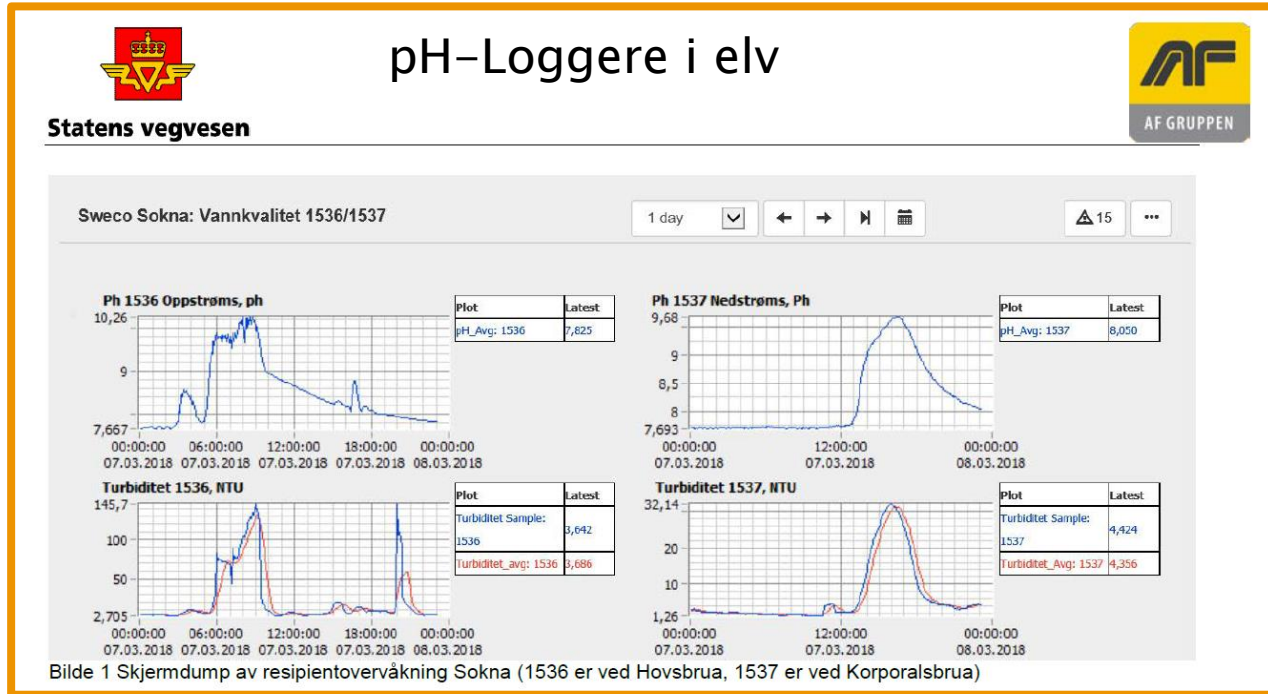 pH-Loggere i elv
Statens vegvesen
AF GRUPPEN
Sweco Sokna: Vannkvalitet 1536/1537
1 day
15
Ph 1536 Oppstrøms, ph
10,26
9
7,667
00:00:00 06:00:00 12:00:00 18:00:00 00:00:00
07.03.2018 07.03.2018 07.03.2018 07.03.2018 08.03.2018
Plot Latest
pH_Avg: 1536 7,825
Ph 1537 Nedstrøms, Ph
9,68
9
8,5
8
7,693
00:00:00 12:00:00 00:00:00
07.03.2018 07.03.2018 08.03.2018
Plot Latest
pH_Avg: 1537 8,050
Turbiditet 1536, NTU
145,7
100
50
2,705
00:00:00 06:00:00 12:00:00 18:00:00 00:00:00
07.03.2018 07.03.2018 07.03.2018 07.03.2018 08.03.2018
Plot Latest
Turbiditet Sample:
1536 3,642
Turbiditet_avg: 1536 3,686
Turbiditet 1537, NTU
32,14
20
10
1,26
00:00:00 12:00:00 00:00:00
07.03.2018 07.03.2018 08.03.2018
Plot Latest
Turbiditet Sample:
1537 4,424
Turbiditet_Avg: 1537 4,356
Bilde 1 Skjermdump av resipientovervåkning Sokna (1536 er ved Hovsbrua, 1537 er ved Korporalsbrua)